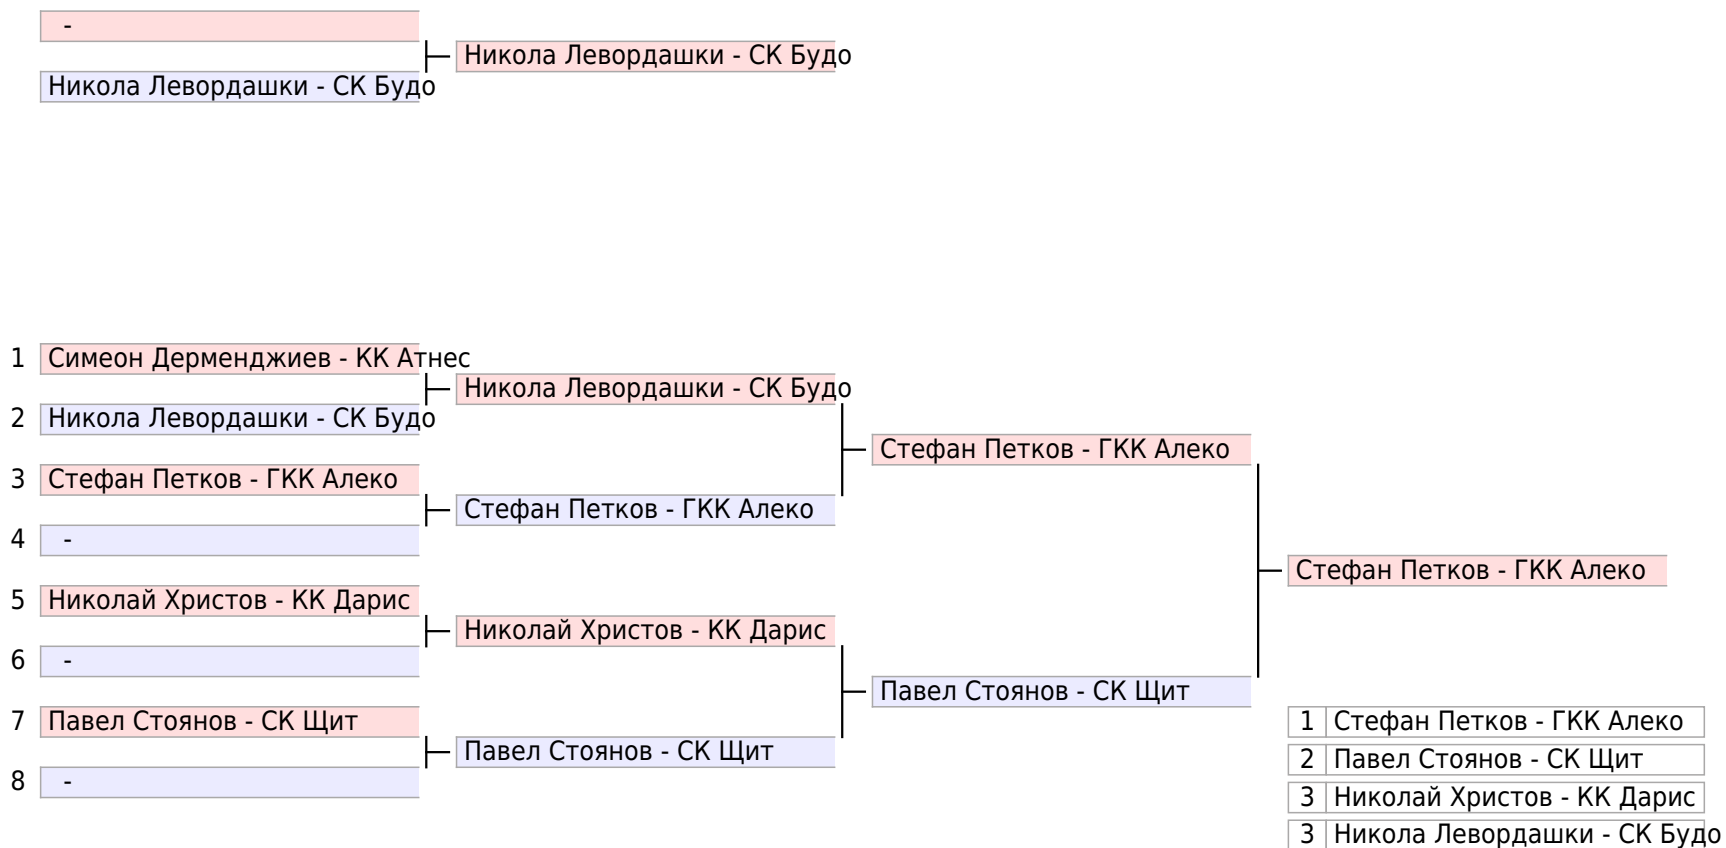 -
Никола Левордашки - СК Будо
Никола Левордашки - СК Будо
1 Симеон Дерменджиев - КК Атнес
Никола Левордашки - СК Будо
2 Никола Левордашки - СК Будо
Стефан Петков - ГКК Алеко
3 Стефан Петков - ГКК Алеко
Стефан Петков - ГКК Алеко
4 -
Стефан Петков - ГКК Алеко
5 Николай Христов - КК Дарис
Николай Христов - КК Дарис
6 -
Павел Стоянов - СК Щит
7 Павел Стоянов - СК Щит
Павел Стоянов - СК Щит
8 -
1 Стефан Петков - ГКК Алеко
2 Павел Стоянов - СК Щит
3 Николай Христов - КК Дарис
3 Никола Левордашки - СК Будо